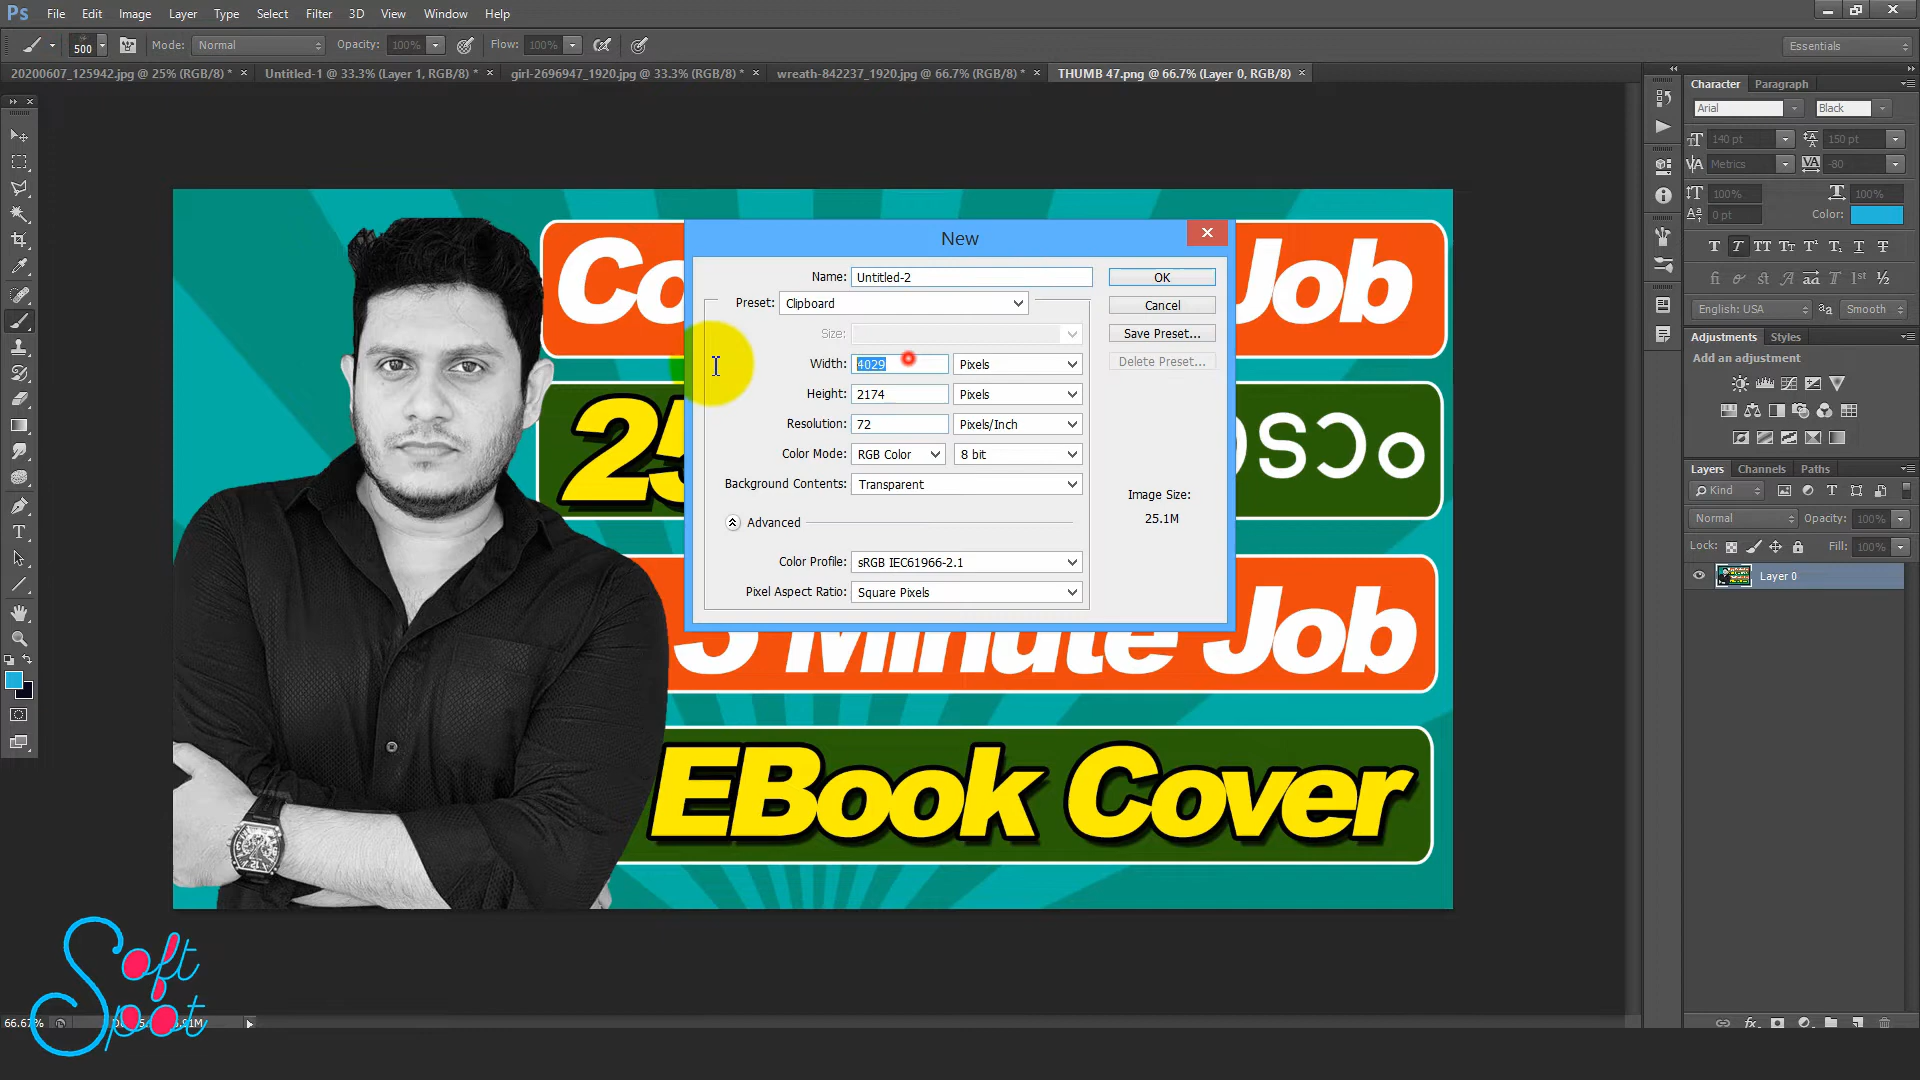 Ps File Edit Image Layer Type Select Filter 3D View Window Help
500 Mode: Normal Opacity: 100% Flow: 100% Essentials
20200607_125942.jpg @ 25% (RGB/8) * × Untitled-1 @ 33.3% (Layer 1, RGB/8) * × girl-2696947_1920.jpg @ 33.3% (RGB/8) * × wreath-842237_1920.jpg @ 66.7% (RGB/8) * × THUMB 47.png @ 66.7% (Layer 0, RGB/8) ×
Character Paragraph
Arial Black
140 pt 150 pt
Metrics -80
100% 100%
0 pt Color:
English: USA aa Smooth
Adjustments Styles
Add an adjustment
Layers Channels Paths
Kind
Normal Opacity: 100%
Lock: Fill: 100%
Layer 0
New
Name: Untitled-2 OK
Preset: Clipboard Cancel
Size: Save Preset...
Width: 4029 Pixels Delete Preset...
Height: 2174 Pixels
Resolution: 72 Pixels/Inch
Color Mode: RGB Color 8 bit
Background Contents: Transparent
Image Size:
25.1M
Advanced
Color Profile: sRGB IEC61966-2.1
Pixel Aspect Ratio: Square Pixels
Co Job
25
5 Minute Job
EBook Cover
Soft
Spot
66.67%